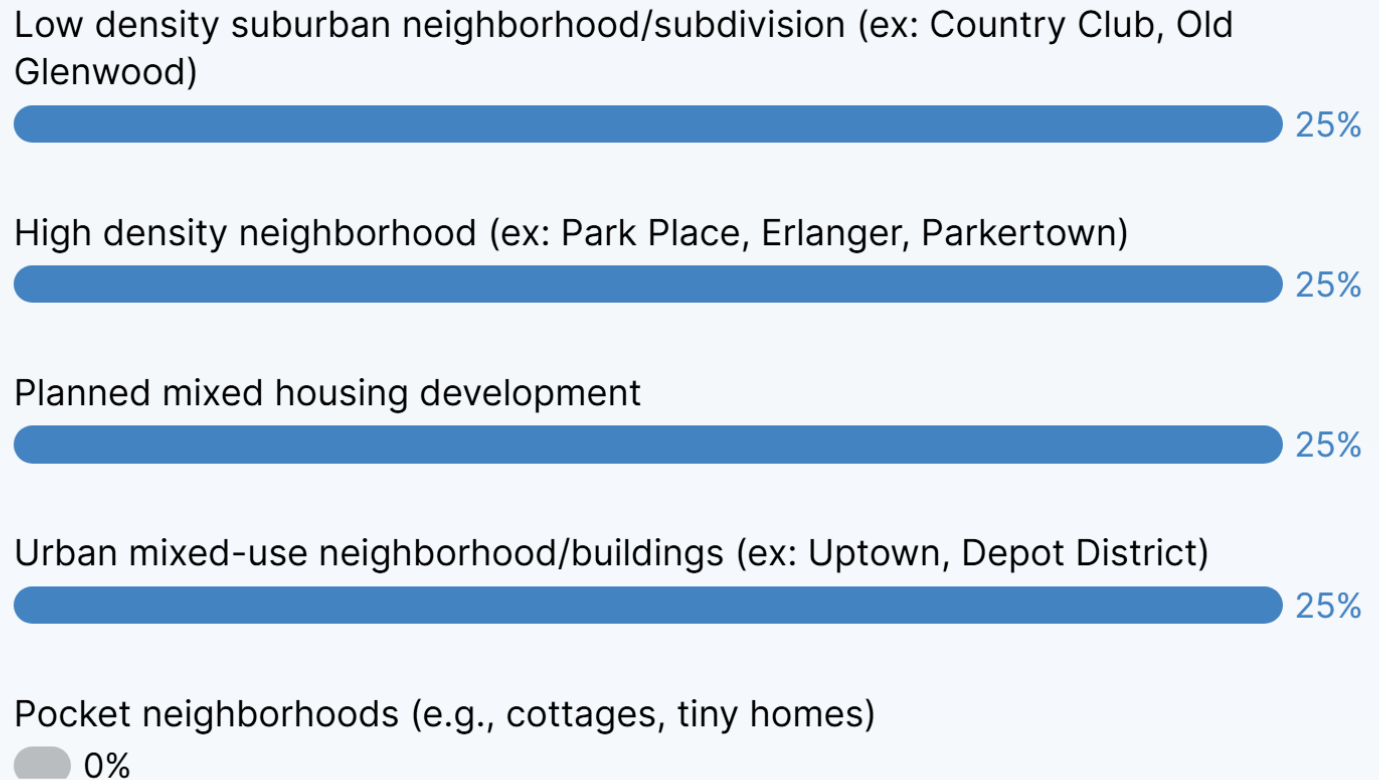 Low density suburban neighborhood/subdivision (ex: Country Club, Old
Glenwood)
25%
High density neighborhood (ex: Park Place, Erlanger, Parkertown)
25%
Planned mixed housing development
25%
Urban mixed-use neighborhood/buildings (ex: Uptown, Depot District)
25%
Pocket neighborhoods (e.g., cottages, tiny homes)
0%